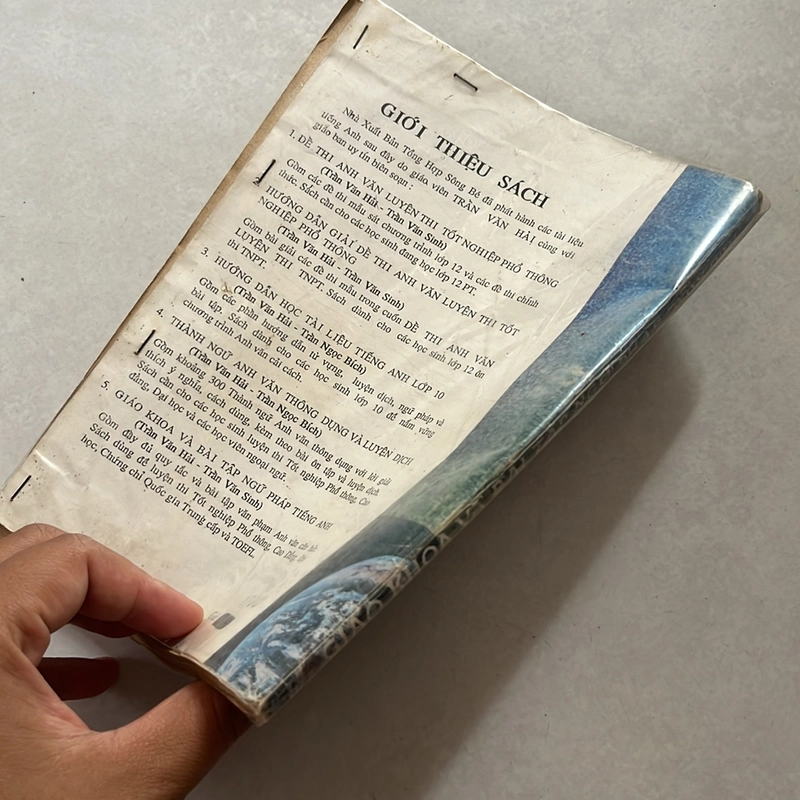 GIỚI THIỆU SÁCH
Nhà Xuất Bản Tổng Hợp Sông Bé đã phát hành các tài liệu
tiếng Anh sau đây do giáo viên TRẦN VĂN HẢI cùng với
giáo ban uy tín biên soạn :
1. ĐỀ THI ANH VĂN LUYỆN THI TỐT NGHIỆP PHỔ THÔNG
(Trần Văn Hải - Trần Văn Sinh)
Gồm các đề thi mẫu sát chương trình lớp 12 và các đề thi chính
thức. Sách cần cho các học sinh đang học lớp 12 PT.
HƯỚNG DẪN GIẢI ĐỀ THI ANH VĂN LUYỆN THI TỐT
NGHIỆP PHỔ THÔNG
(Trần Văn Hải - Trần Văn Sinh)
Gồm bài giải các đề thi mẫu trong cuốn ĐỀ THI ANH VĂN
LUYỆN THI TNPT. Sách dành cho các học sinh lớp 12 ôn
thi TNPT.
3. HƯỚNG DẪN HỌC TÀI LIỆU TIẾNG ANH LỚP 10
(Trần Văn Hải - Trần Ngọc Bích)
Gồm các phần hướng dẫn từ vựng, luyện dịch, ngữ pháp và
bài tập. Sách dành cho các học sinh lớp 10 để nắm vững
chương trình Anh văn cải cách.
4. THÀNH NGỮ ANH VĂN THÔNG DỤNG VÀ LUYỆN DỊCH
(Trần Văn Hải - Trần Ngọc Bích)
Gồm khoảng 300 Thành ngữ Anh văn thông dụng với lời giải
thích ý nghĩa, cách dùng, kèm theo bài ôn tập và luyện dịch.
Sách cần cho các học sinh luyện thi Tốt nghiệp Phổ thông, Cao
đẳng, Đại học và các học viên ngoại ngữ.
5. GIÁO KHOA VÀ BÀI TẬP NGỮ PHÁP TIẾNG ANH
(Trần Văn Hải - Trần Văn Sinh)
Gồm đầy đủ quy tắc và bài tập văn phạm Anh văn căn bản.
Sách dùng để luyện thi Tốt nghiệp Phổ thông, Cao Đẳng, Đại
học, Chứng chỉ Quốc gia Trung cấp và TOEFL.
GIÁO KHOA VÀ BÀI TẬP NGỮ